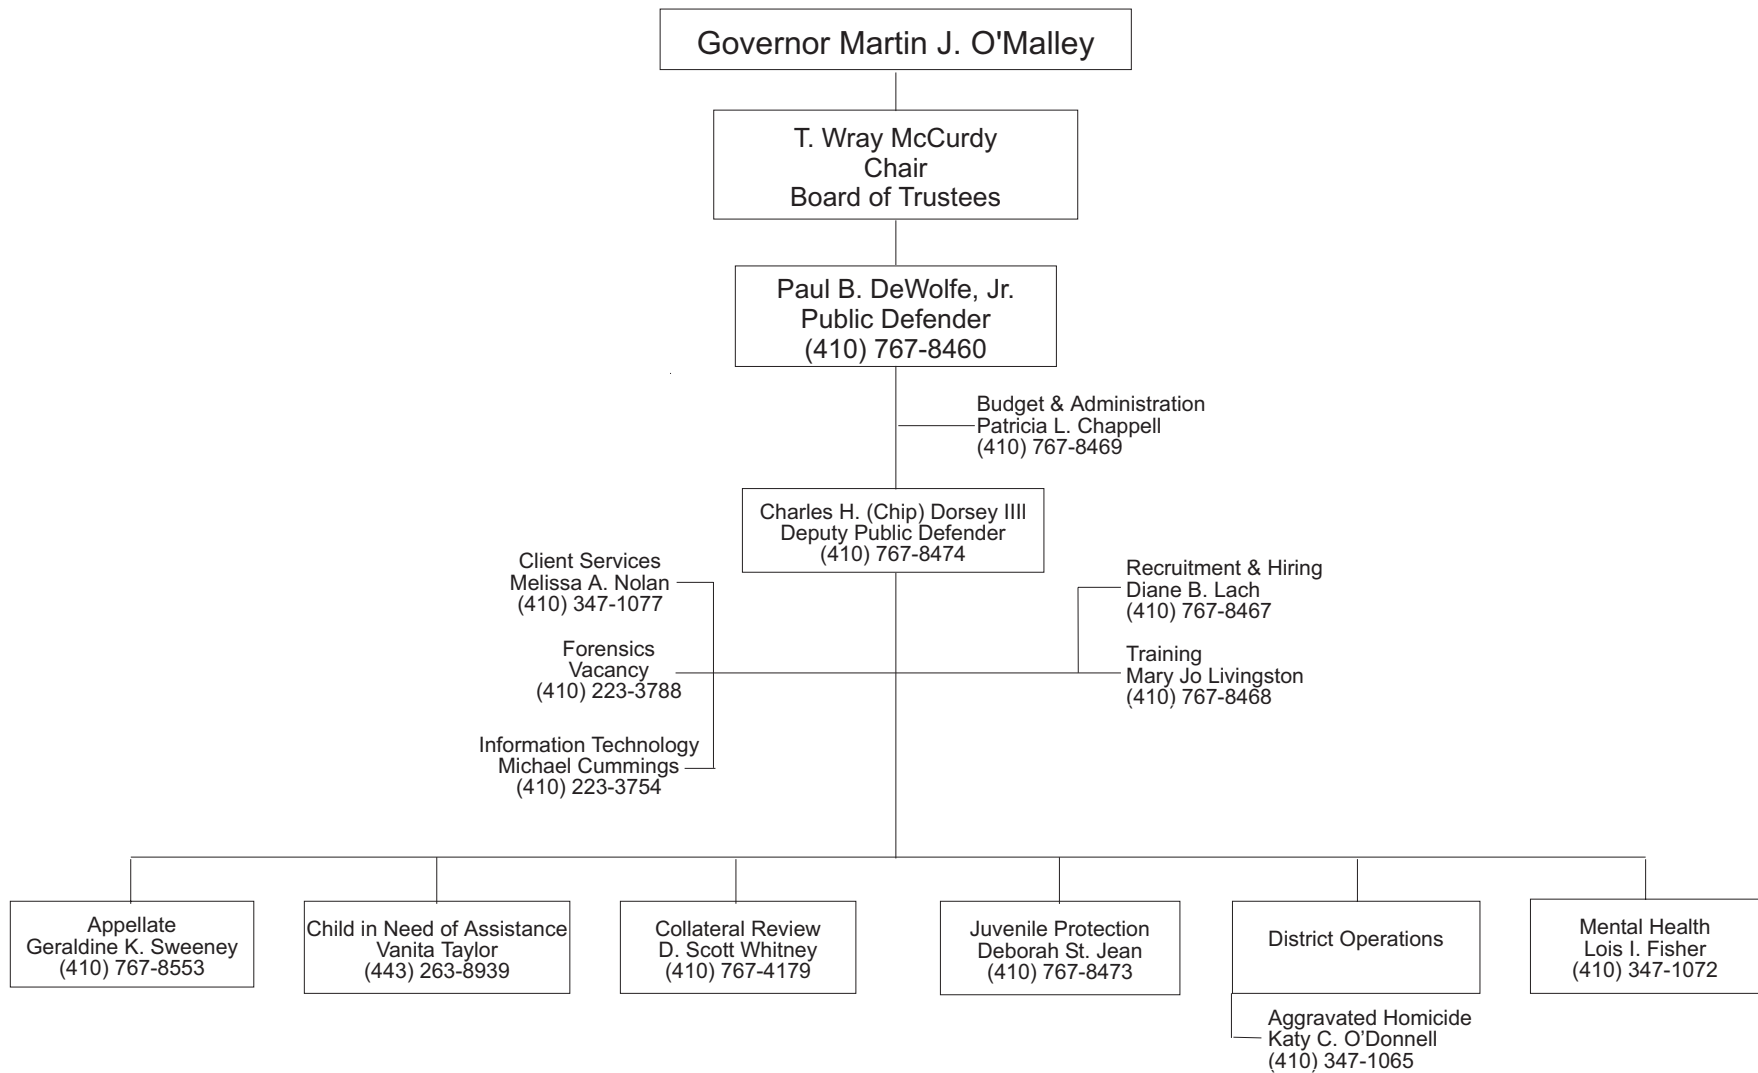 Governor Martin J. O'Malley
T. Wray McCurdy
Chair
Board of Trustees
Paul B. DeWolfe, Jr.
Public Defender
(410) 767-8460
Budget & Administration
Patricia L. Chappell
(410) 767-8469
Charles H. (Chip) Dorsey IIII
Deputy Public Defender
(410) 767-8474
Client Services
Melissa A. Nolan
(410) 347-1077
Forensics
Vacancy
(410) 223-3788
Information Technology
Michael Cummings
(410) 223-3754
Recruitment & Hiring
Diane B. Lach
(410) 767-8467
Training
Mary Jo Livingston
(410) 767-8468
Appellate
Geraldine K. Sweeney
(410) 767-8553
Child in Need of Assistance
Vanita Taylor
(443) 263-8939
Collateral Review
D. Scott Whitney
(410) 767-4179
Juvenile Protection
Deborah St. Jean
(410) 767-8473
District Operations
Aggravated Homicide
Katy C. O’Donnell
(410) 347-1065
Mental Health
Lois I. Fisher
(410) 347-1072